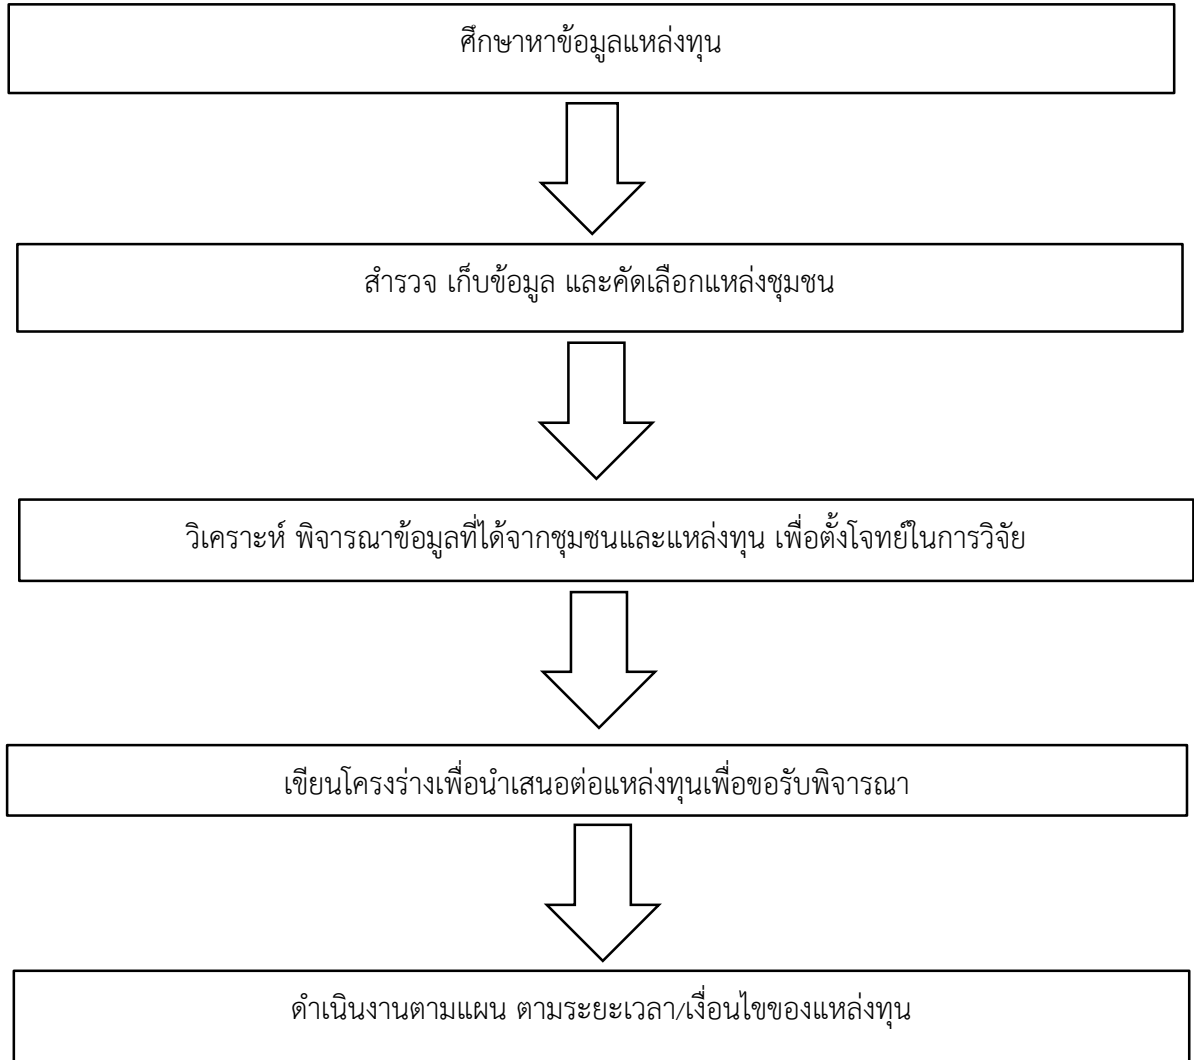 ศึกษาหาข้อมูลแหล่งทุน
สำรวจ เก็บข้อมูล และคัดเลือกแหล่งชุมชน
วิเคราะห์ พิจารณาข้อมูลที่ได้จากชุมชนและแหล่งทุน เพื่อตั้งโจทย์ในการวิจัย
เขียนโครงร่างเพื่อนำเสนอต่อแหล่งทุนเพื่อขอรับพิจารณา
ดำเนินงานตามแผน ตามระยะเวลา/เงื่อนไขของแหล่งทุน